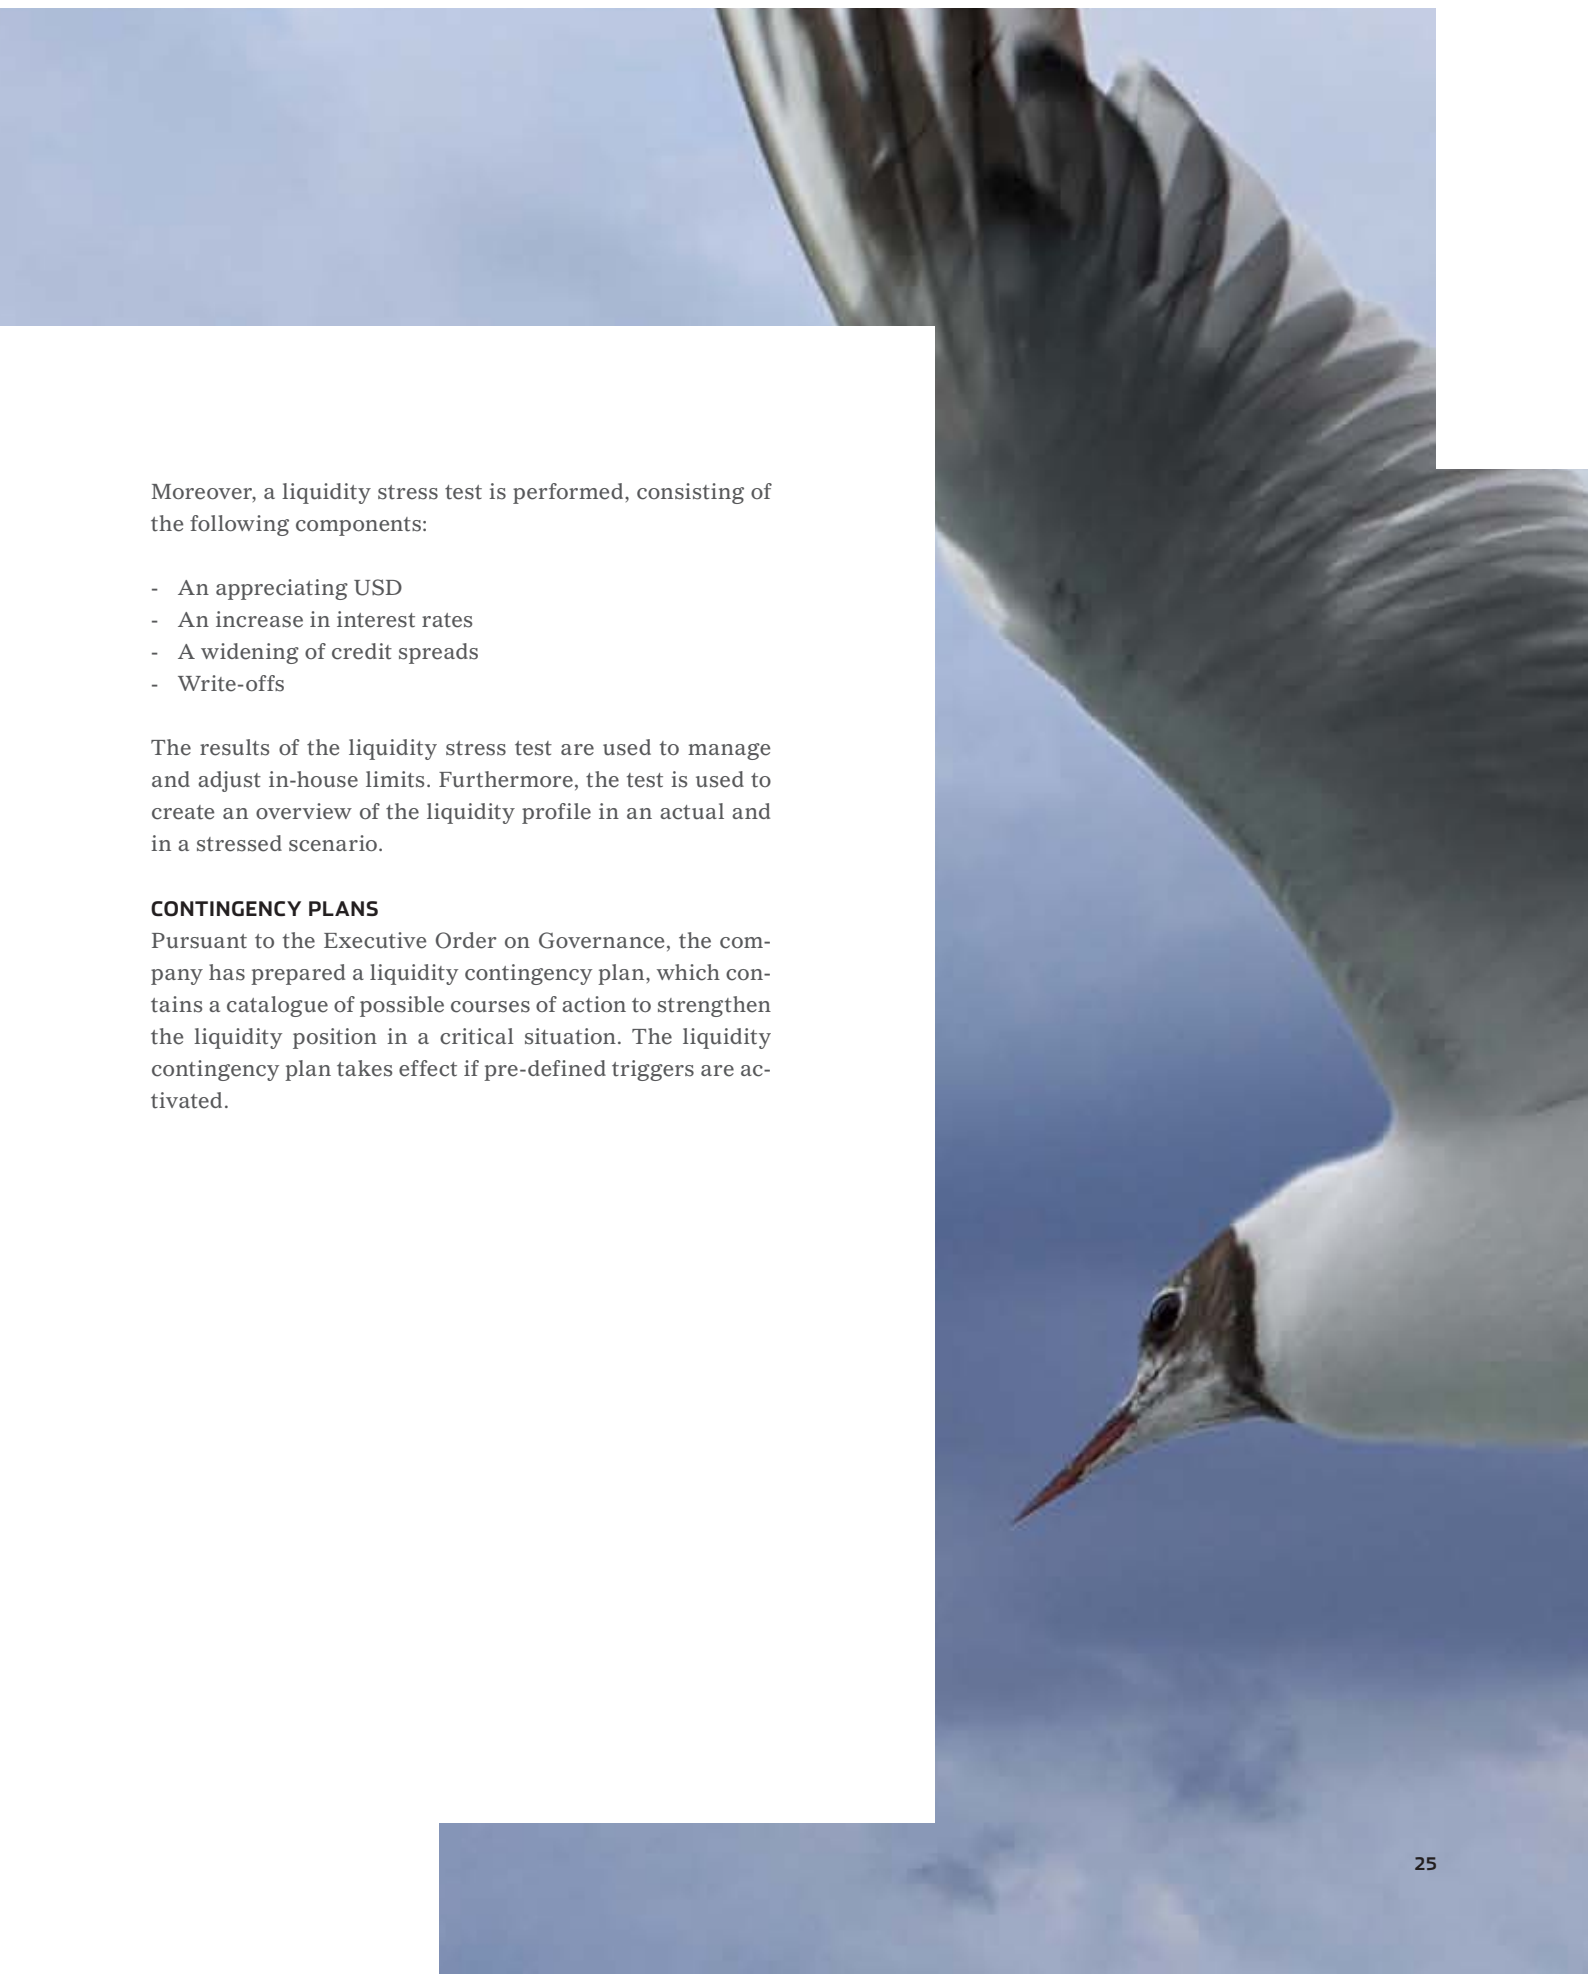 Moreover, a liquidity stress test is performed, consisting of
the following components:
- An appreciating USD
- An increase in interest rates
- A widening of credit spreads
- Write-offs
The results of the liquidity stress test are used to manage
and adjust in-house limits. Furthermore, the test is used to
create an overview of the liquidity profile in an actual and
in a stressed scenario.
CONTINGENCY PLANS
Pursuant to the Executive Order on Governance, the com-
pany has prepared a liquidity contingency plan, which con-
tains a catalogue of possible courses of action to strengthen
the liquidity position in a critical situation. The liquidity
contingency plan takes effect if pre-defined triggers are ac-
tivated.
25